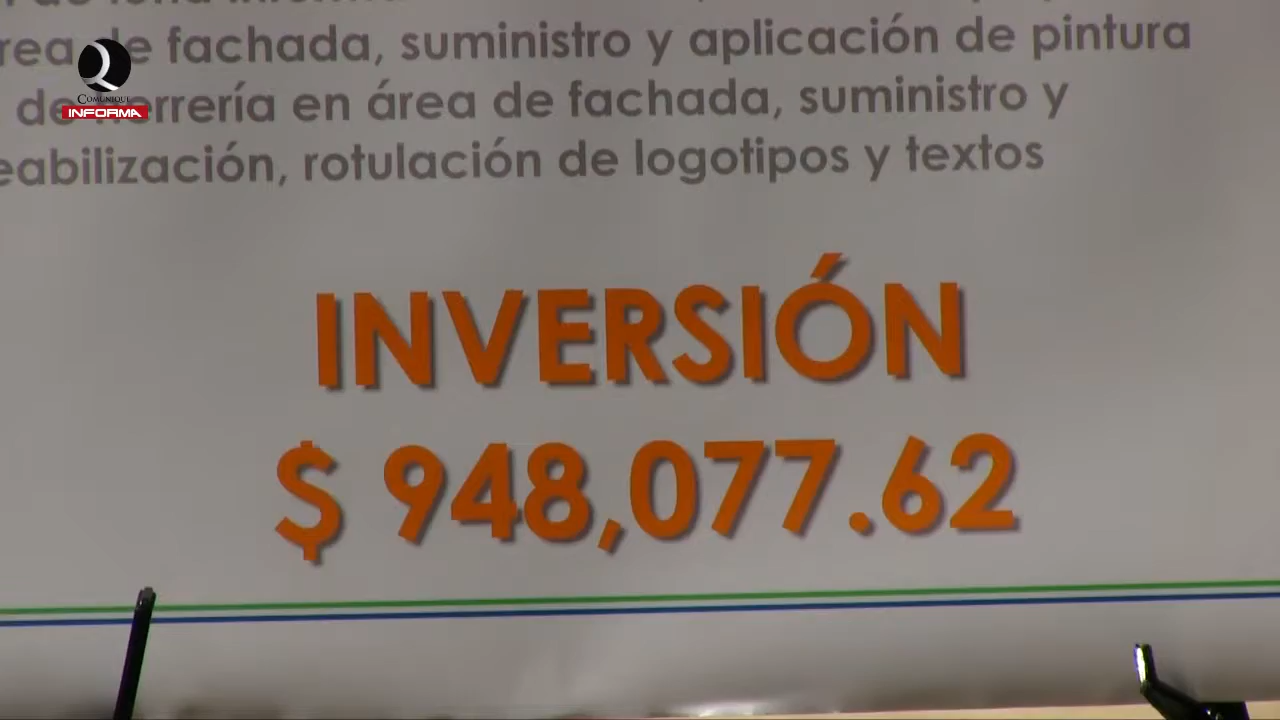 área de fachada, suministro y aplicación de pintura
de herrería en área de fachada, suministro y
eabilización, rotulación de logotipos y textos
COMUNIQUE
INFORMA
INVERSIÓN
$ 948,077.62